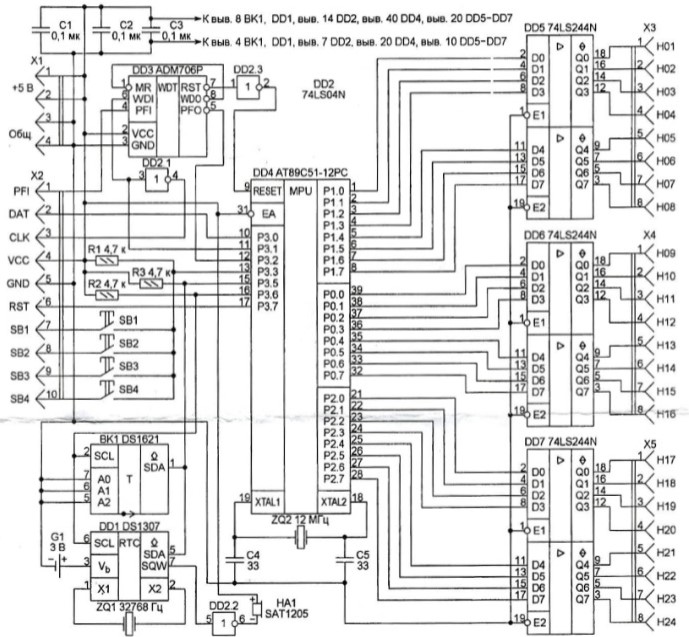 C1
0,1 мк
C2
0,1 мк
C3
0,1 мк
К выв. 8 ВК1, DD1, выв. 14 DD2, выв. 40 DD4, выв. 20 DD5–DD7
К выв. 4 ВК1, DD1, выв. 7 DD2, выв. 20 DD4, выв. 10 DD5–DD7
X1
+5 В
Общ
1
2
3
4
DD3 ADM706P
1 MR WDT RST 7
6 WDI WDO 8
4 PFI PFO 5
2 VCC
3 GND
DD2.3
1 1 2
DD2
74LS04N
DD2.1
3 1 4
X2
PFI 1
DAT 2
CLK 3
VCC 4
GND 5
RST 6
SB1 7
SB2 8
SB3 9
SB4 10
R1 4,7 к
R3 4,7 к
R2 4,7 к
SB1
SB2
SB3
SB4
DD4 AT89C51-12PC
9 RESET MPU P1.0 1
31 EA P1.1 2
P1.2 3
P1.3 4
10 P3.0 P1.4 5
11 P3.1 P1.5 6
12 P3.2 P1.6 7
13 P3.3 P1.7 8
15 P3.5
16 P3.6 P0.0 39
17 P3.7 P0.1 38
P0.2 37
P0.3 36
P0.4 35
P0.5 34
P0.6 33
P0.7 32
P2.0 21
P2.1 22
P2.2 23
P2.3 24
P2.4 25
P2.5 26
P2.6 27
P2.7 28
19 XTAL1 XTAL2 18
ZQ2 12 МГц
C4
33
C5
33
BK1 DS1621
2 SCL Ω
SDA 1
7 A0 T
6 A1
5 A2
DD1 DS1307
6 SCL RTC Ω
SDA 5
3 Vb SQW 7
1 X1 X2 2
ZQ1 32768 Гц
G1
3 В
DD2.2
5 1 6
HA1
SAT1205
DD5 74LS244N
2 D0 Q0 18
4 D1 Q1 16
6 D2 Q2 14
8 D3 Q3 12
1 E1
11 D4 Q4 9
13 D5 Q5 7
15 D6 Q6 5
17 D7 Q7 3
19 E2
X3
1 H01
2 H02
3 H03
4 H04
5 H05
6 H06
7 H07
8 H08
DD6 74LS244N
2 D0 Q0 18
4 D1 Q1 16
6 D2 Q2 14
8 D3 Q3 12
1 E1
11 D4 Q4 9
13 D5 Q5 7
15 D6 Q6 5
17 D7 Q7 3
19 E2
X4
1 H09
2 H10
3 H11
4 H12
5 H13
6 H14
7 H15
8 H16
DD7 74LS244N
2 D0 Q0 18
4 D1 Q1 16
6 D2 Q2 14
8 D3 Q3 12
1 E1
11 D4 Q4 9
13 D5 Q5 7
15 D6 Q6 5
17 D7 Q7 3
19 E2
X5
1 H17
2 H18
3 H19
4 H20
5 H21
6 H22
7 H23
8 H24